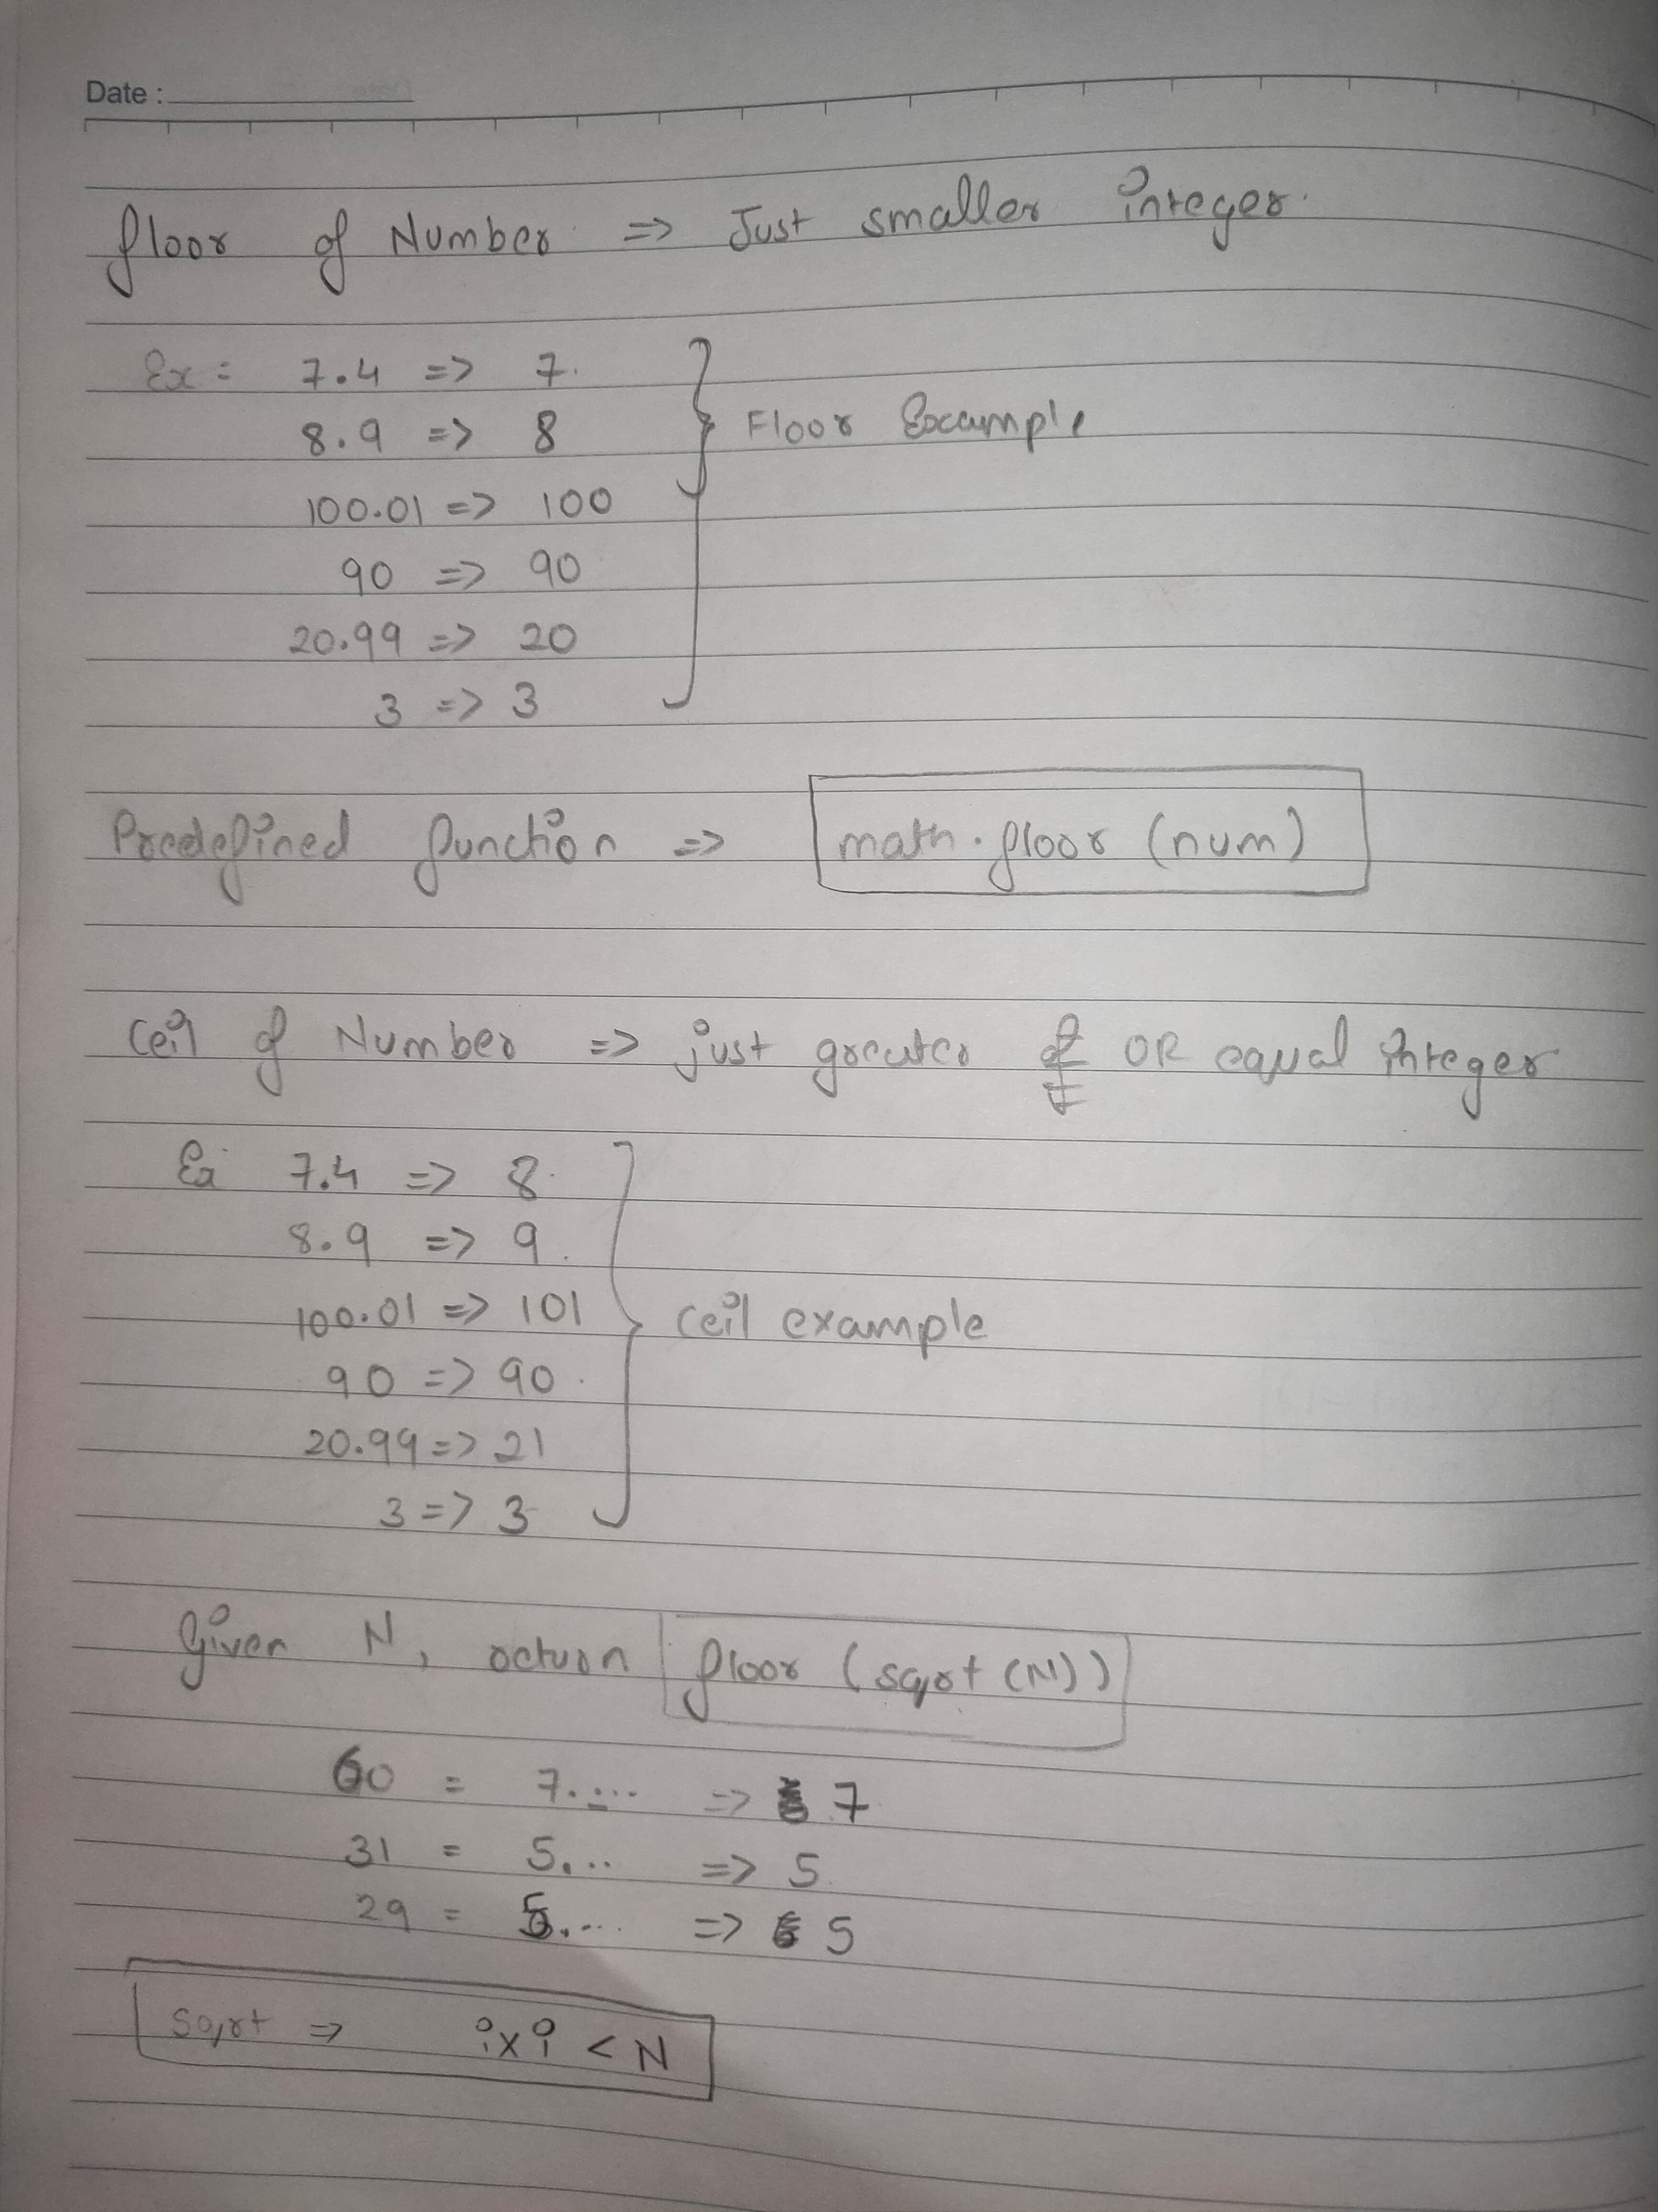 Date :
floor of Number => Just smaller integer.
Ex = 7.4 => 7.
8.9 => 8
Floor Example
100.01 => 100
90 => 90
20.99 => 20
3 => 3
Predefined function => math.floor (num)
Ceil of Number => just greater OR equal integer
Ex 7.4 => 8.
8.9 => 9.
100.01 => 101
ceil example
90 => 90.
20.99 => 21
3 => 3
Given N, return floor (sqrt (N))
60 = 7..... => 7
31 = 5... => 5
29 = 5.... => 5
Sqrt => i x i < N